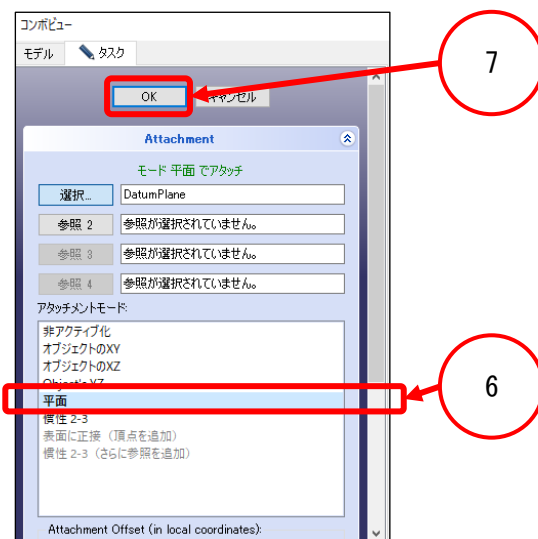 コンボビュー
モデル タスク
7
OK キャンセル
Attachment
モード 平面 でアタッチ
選択... DatumPlane
参照 2 参照が選択されていません。
参照 3 参照が選択されていません。
参照 4 参照が選択されていません。
アタッチメントモード:
非アクティブ化
オブジェクトのXY
オブジェクトのXZ
Object's YZ
平面
6
慣性 2-3
表面に正接（頂点を追加）
慣性 2-3（さらに参照を追加）
Attachment Offset (in local coordinates):